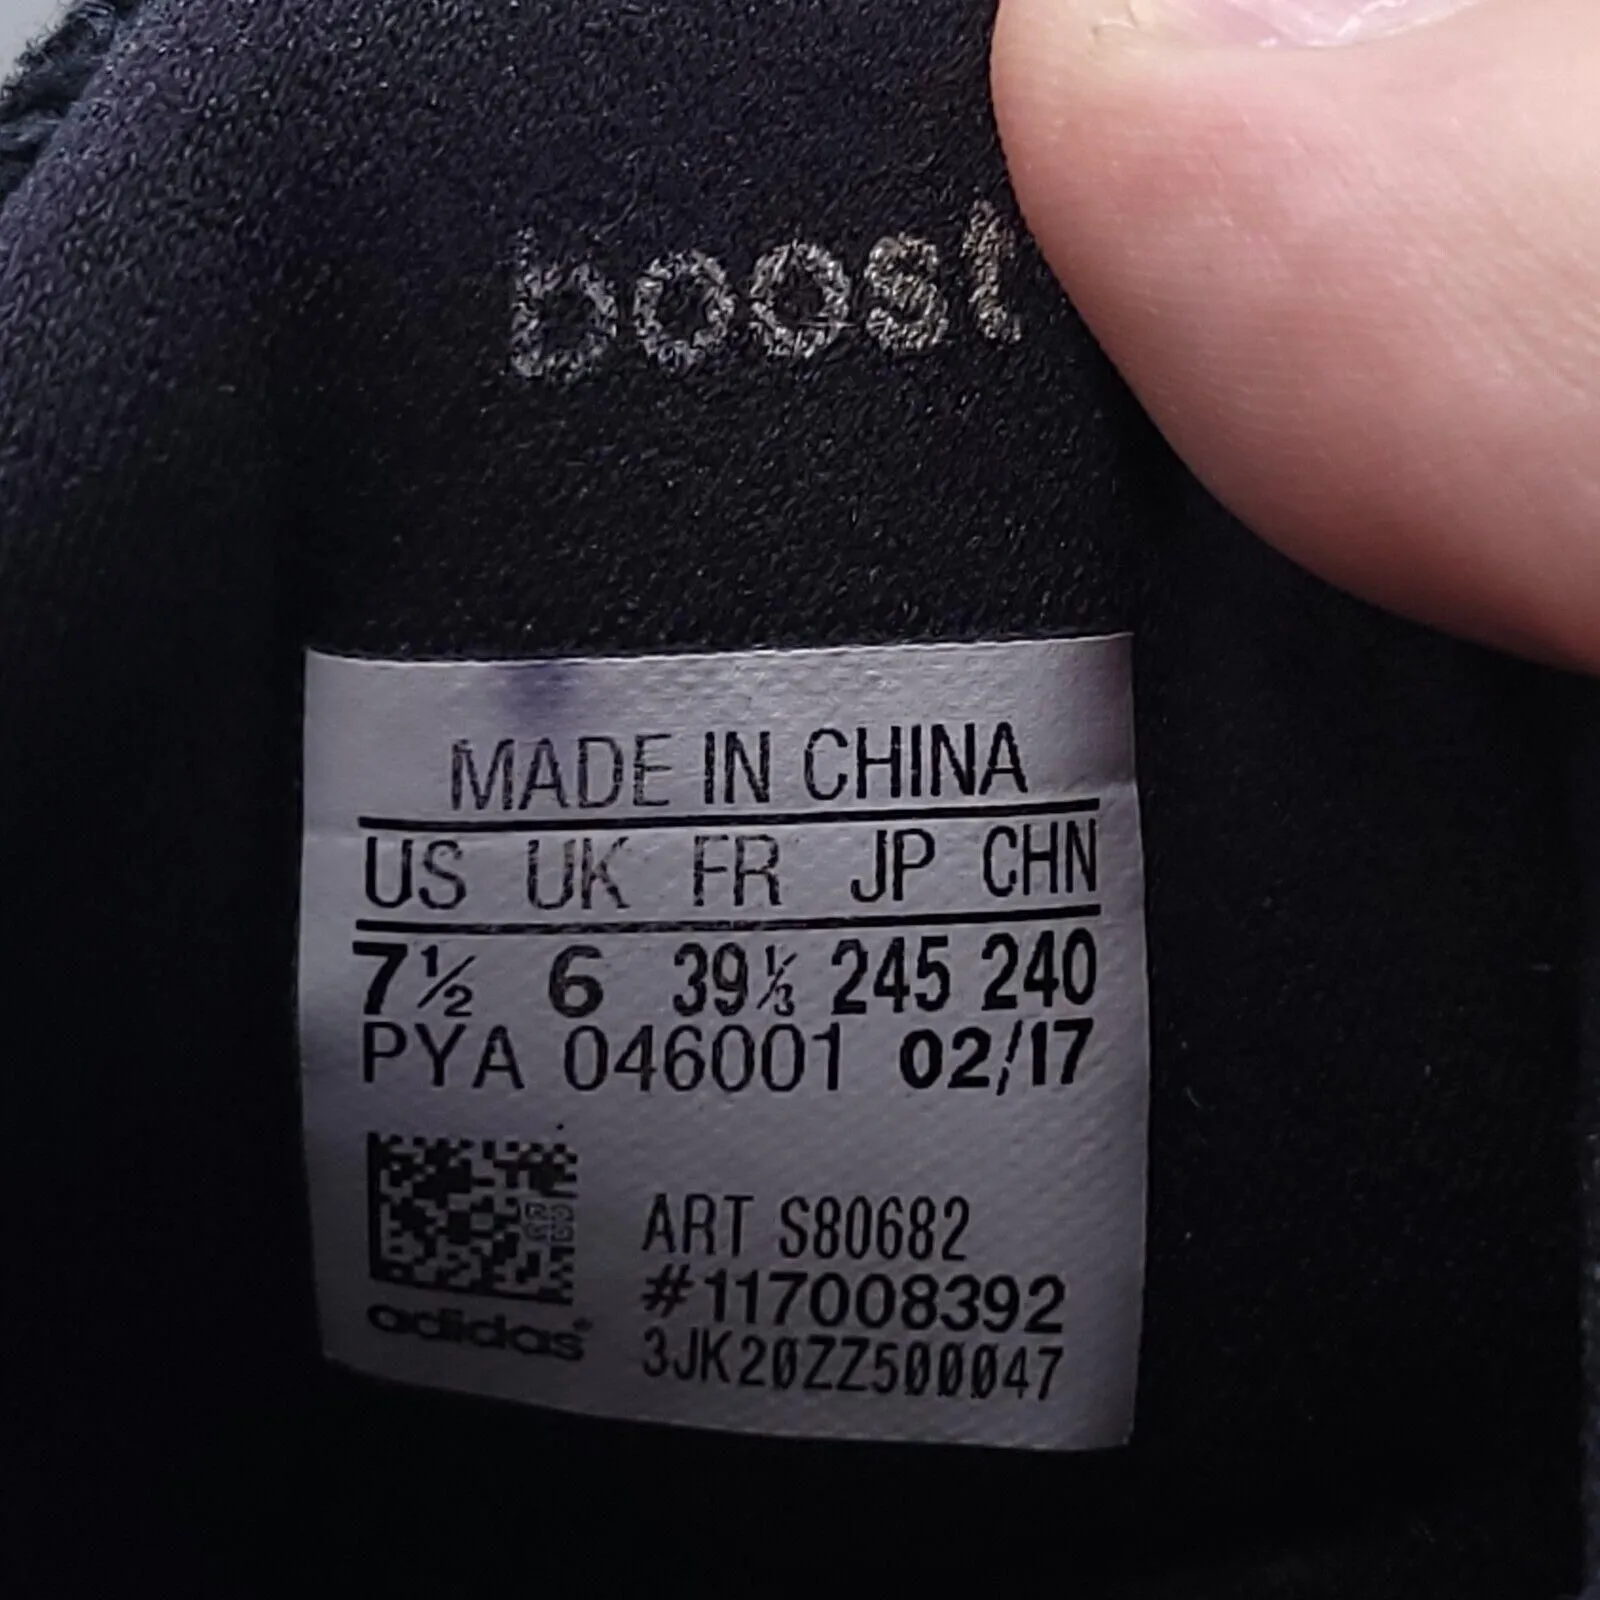 boost
MADE IN CHINA
US UK FR JP CHN
7½ 6 39⅓ 245 240
PYA 046001 02/17
ART S80682
#117008392
adidas
3JK20ZZ500047